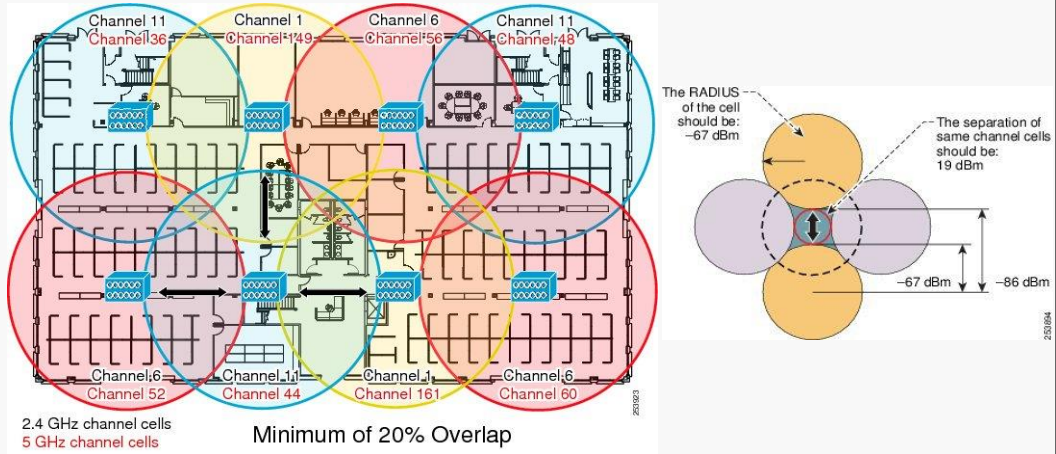 Channel 11
Channel 36
Channel 1
Channel 149
Channel 6
Channel 56
Channel 11
Channel 48
Channel 6
Channel 52
Channel 11
Channel 44
Channel 1
Channel 161
Channel 6
Channel 60
2.4 GHz channel cells
5 GHz channel cells
Minimum of 20% Overlap
253923
The RADIUS
of the cell
should be:
–67 dBm
The separation of
same channel cells
should be:
19 dBm
–67 dBm
–86 dBm
253894